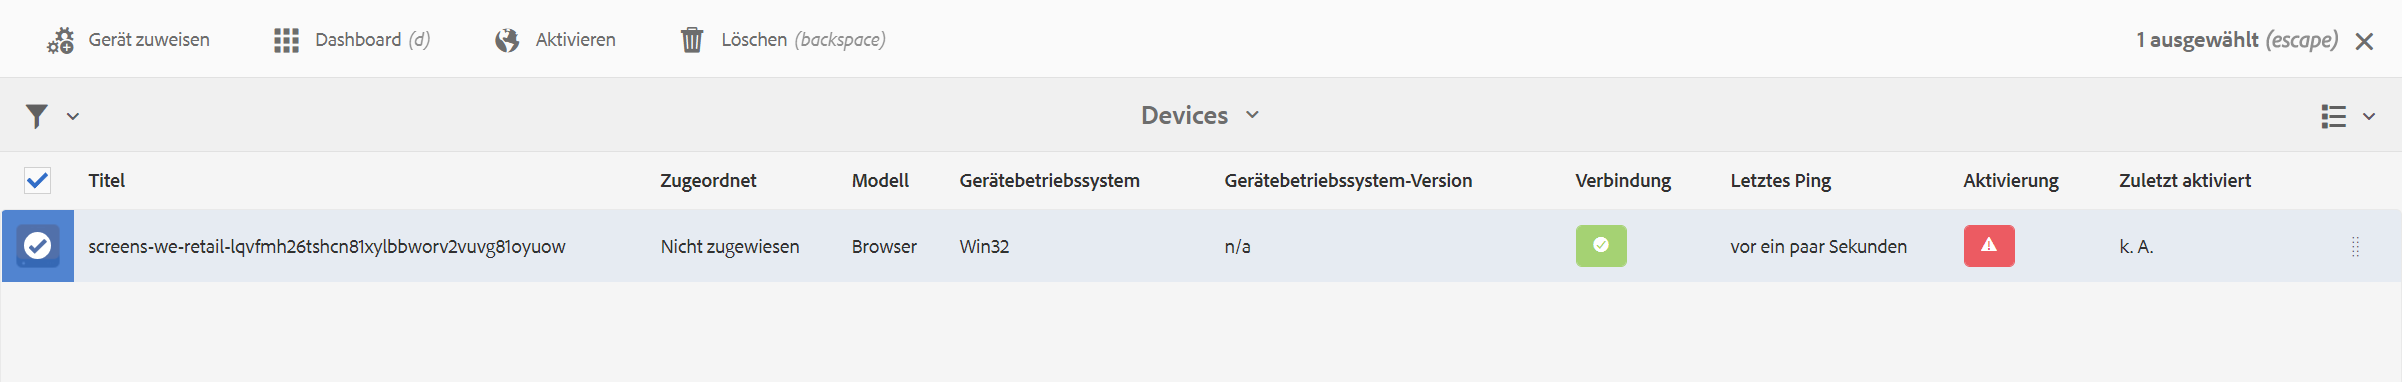 Gerät zuweisen Dashboard (d) Aktivieren Löschen (backspace) 1 ausgewählt (escape)
Devices
Titel Zugeordnet Modell Gerätebetriebssystem Gerätebetriebssystem-Version Verbindung Letztes Ping Aktivierung Zuletzt aktiviert
screens-we-retail-lqvfmh26tshcn81xylbbworv2vuvg81oyuow Nicht zugewiesen Browser Win32 n/a vor ein paar Sekunden k. A.